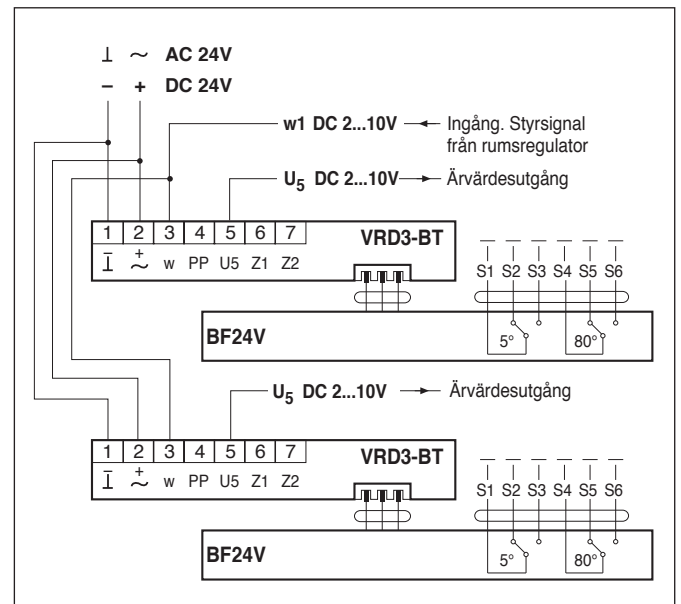 ⊥ ~ AC 24V
– + DC 24V
w1 DC 2...10V Ingång. Styrsignal
från rumsregulator
U5 DC 2...10V Ärvärdesutgång
1 2 3 4 5 6 7 VRD3-BT
⊥ – + ~ w PP U5 Z1 Z2
S1 S2 S3 S4 S5 S6
BF24V 5° 80°
U5 DC 2...10V Ärvärdesutgång
1 2 3 4 5 6 7 VRD3-BT
⊥ – + ~ w PP U5 Z1 Z2
S1 S2 S3 S4 S5 S6
BF24V 5° 80°